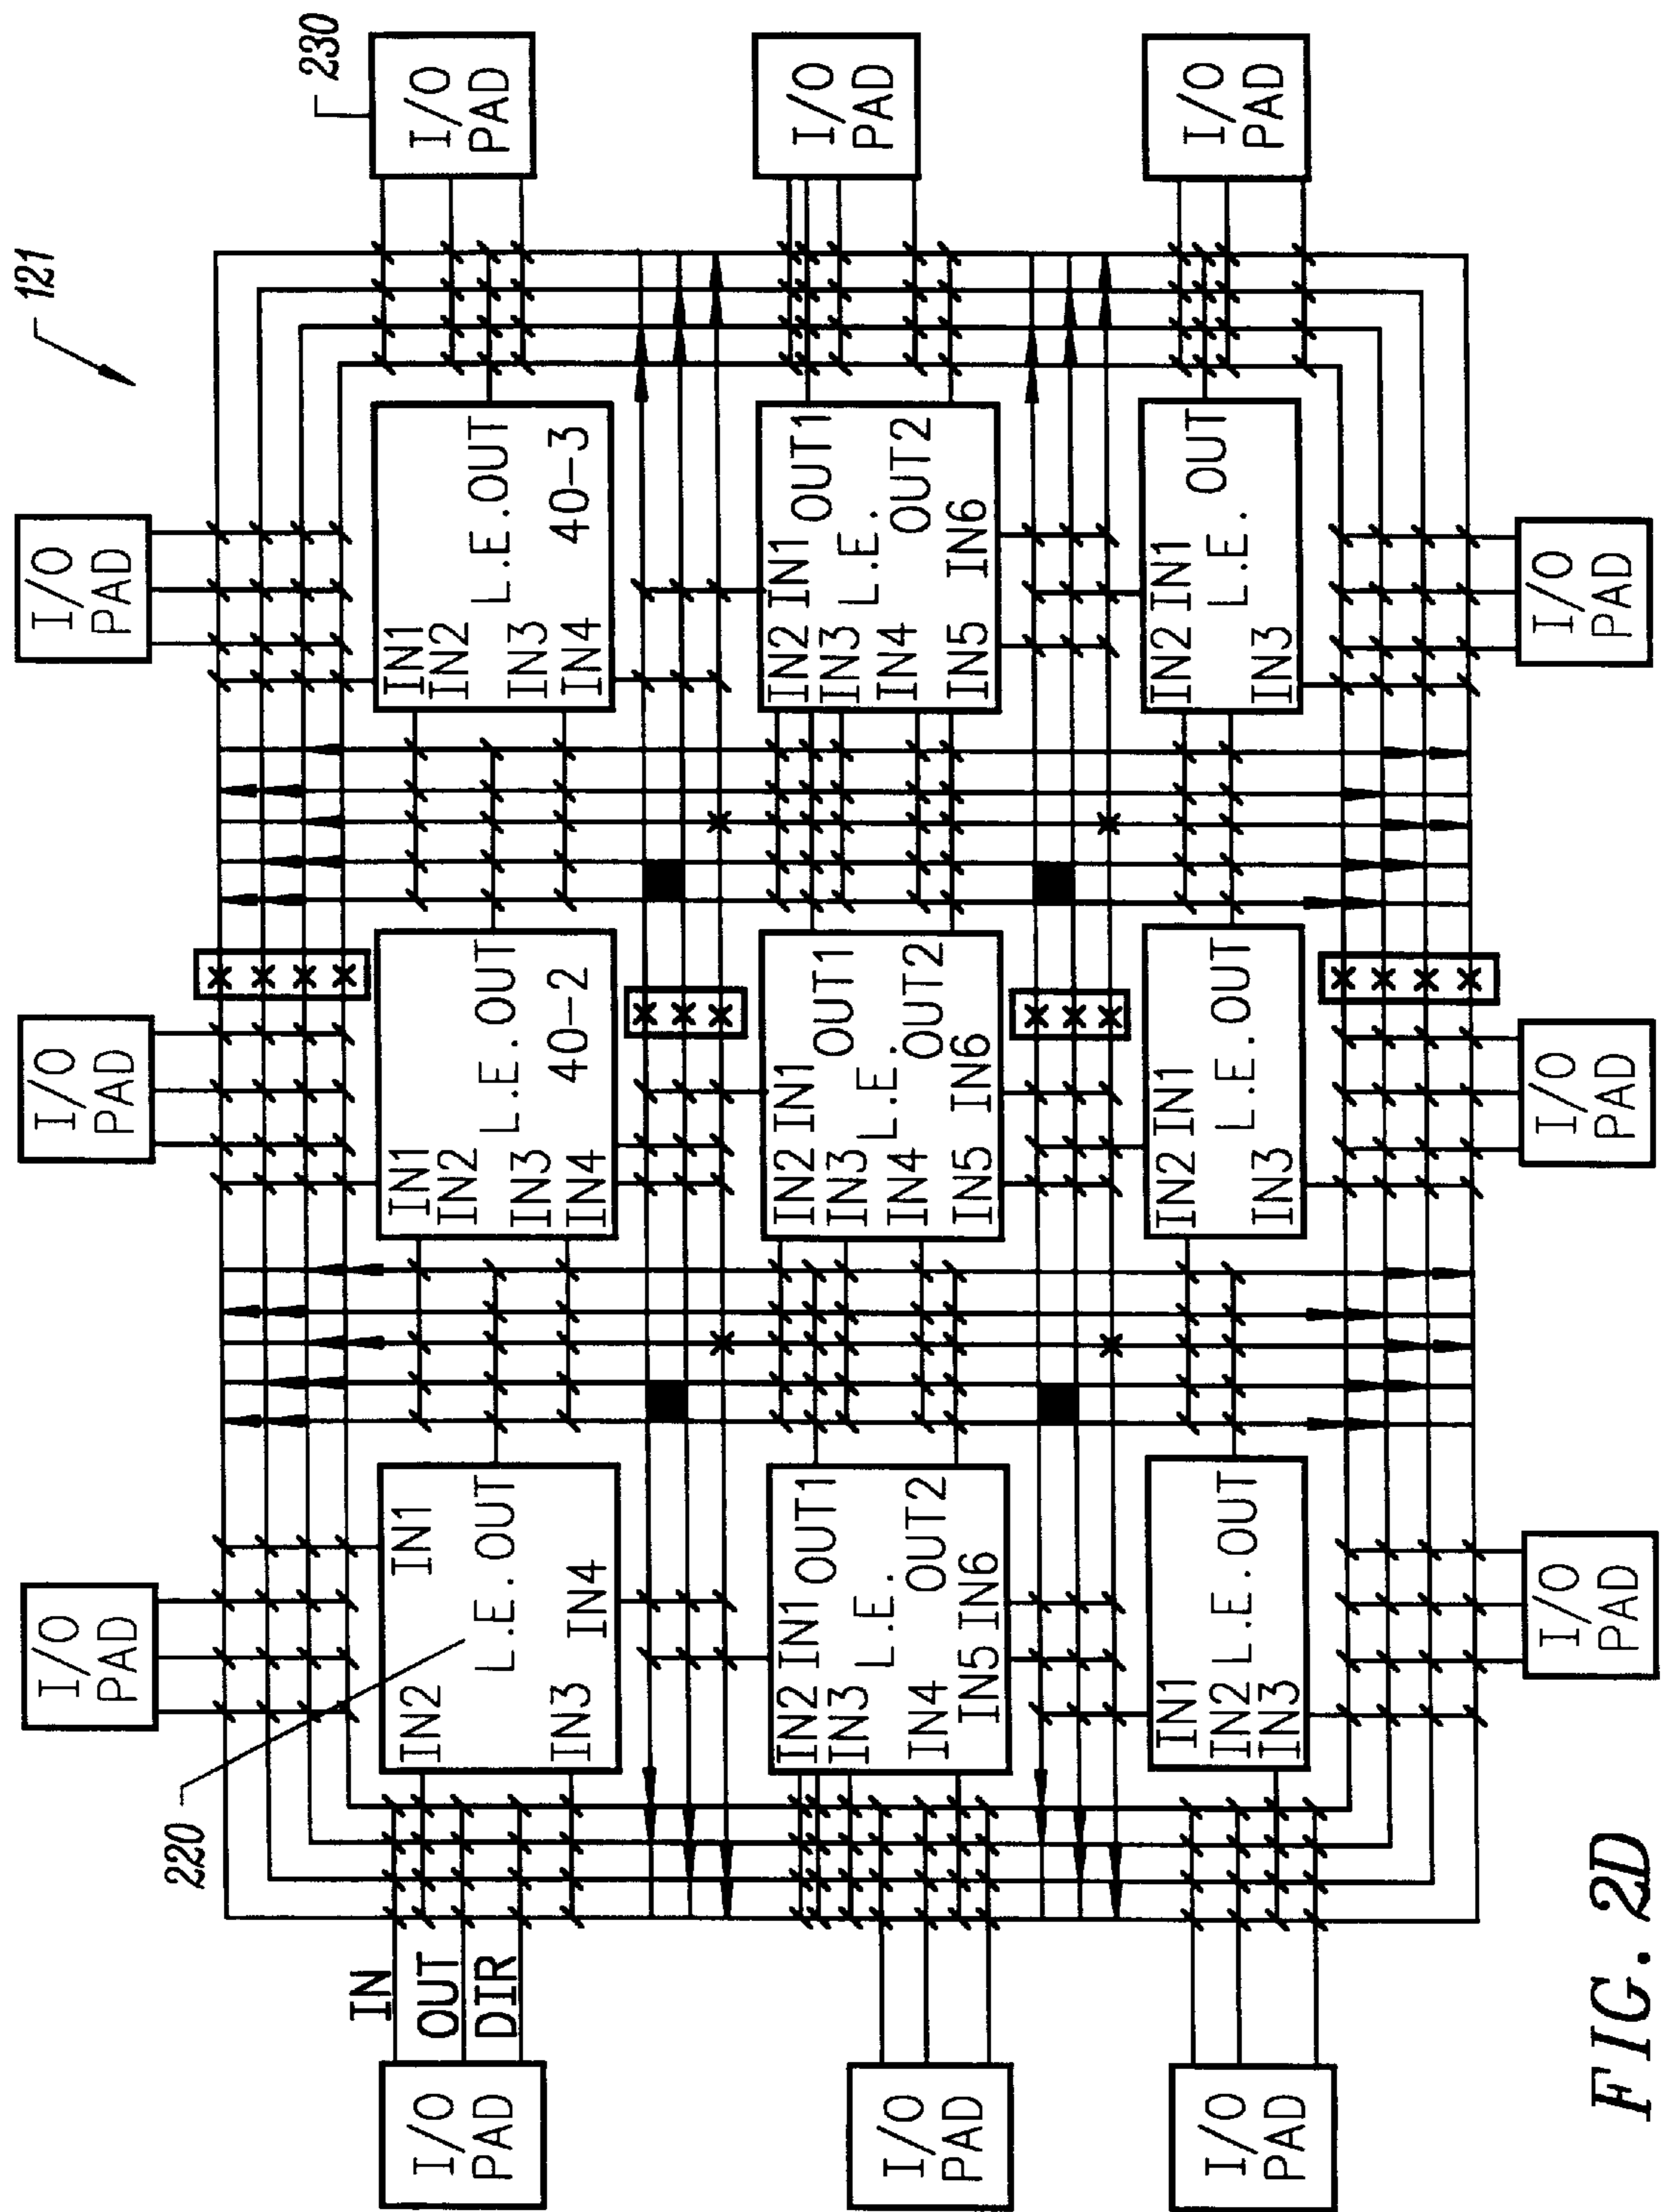 121
I/O
PAD
I/O
PAD
I/O
PAD
220
230
I/O
PAD
IN
OUT
DIR
IN2 IN1
L.E.OUT
IN3 IN4
IN1
IN2
L.E.OUT
IN3
IN4 40-2
IN1
IN2
L.E.OUT
IN3
IN4 40-3
I/O
PAD
I/O
PAD
IN2 IN1 OUT1
IN3 L.E.
IN4 OUT2
IN5 IN6
IN2 IN1 OUT1
IN3 L.E.
IN4 OUT2
IN5 IN6
IN2 IN1 OUT1
IN3 L.E.
IN4 OUT2
IN5 IN6
I/O
PAD
I/O
PAD
IN1
IN2 L.E.OUT
IN3
IN2 IN1
L.E.OUT
IN3
IN2 IN1
L.E. OUT
IN3
I/O
PAD
I/O
PAD
I/O
PAD
I/O
PAD
FIG. 2D